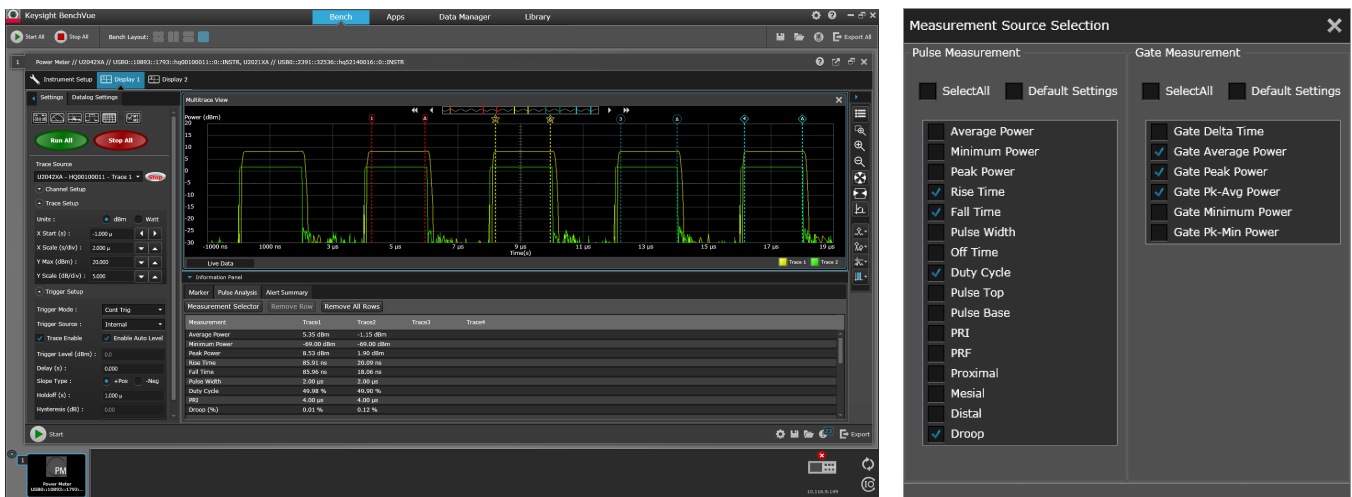 Keysight BenchVue
Bench Apps Data Manager Library
Start All Stop All Bench Layout: Export All
1 Power Meter // U2042XA // USB0::10893::1793::hq00100011::0::INSTR, U2021XA // USB0::2391::32536::hq52140016::0::INSTR
Instrument Setup Display 1 Display 2
Settings Datalog Settings
Run All Stop All
Trace Source
U2042XA - HQ00100011 - Trace 1 Stop
Channel Setup
Trace Setup
Units : dBm Watt
X Start (s) : -1.000 µ
X Scale (s/div) : 2.000 µ
Y Max (dBm) : 20.000
Y Scale (dB/div) : 5.000
Trigger Setup
Trigger Mode : Cont Trig
Trigger Source : Internal
Trace Enable Enable Auto Level
Trigger Level (dBm) : 0.0
Delay (s) : 0.000
Slope Type : +Pos -Neg
Holdoff (s) : 1.000 µ
Hysteresis (dB) : 0.00
Multitrace View
Power (dBm)
20
15
10
5
0
-5
-10
-15
-20
-25
-30
-1000 ns 1000 ns 3 µs 5 µs 7 µs 9 µs 11 µs 13 µs 15 µs 17 µs 19 µs
Time(s)
Live Data Trace 1 Trace 2
Information Panel
Marker Pulse Analysis Alert Summary
Measurement Selector Remove Row Remove All Rows
Measurement Trace1 Trace2 Trace3 Trace4
Average Power 5.35 dBm -1.15 dBm
Minimum Power -69.00 dBm -69.00 dBm
Peak Power 8.53 dBm 1.90 dBm
Rise Time 85.91 ns 20.09 ns
Fall Time 85.96 ns 18.06 ns
Pulse Width 2.00 µs 2.00 µs
Duty Cycle 49.98 % 49.90 %
PRI 4.00 µs 4.00 µs
Droop (%) 0.01 % 0.12 %
Start 23 Export
1
PM
Power Meter
USB0::10893::1793:...
10.116.9.149
Measurement Source Selection
Pulse Measurement
SelectAll Default Settings
Average Power
Minimum Power
Peak Power
Rise Time
Fall Time
Pulse Width
Off Time
Duty Cycle
Pulse Top
Pulse Base
PRI
PRF
Proximal
Mesial
Distal
Droop
Gate Measurement
SelectAll Default Settings
Gate Delta Time
Gate Average Power
Gate Peak Power
Gate Pk-Avg Power
Gate Minimum Power
Gate Pk-Min Power